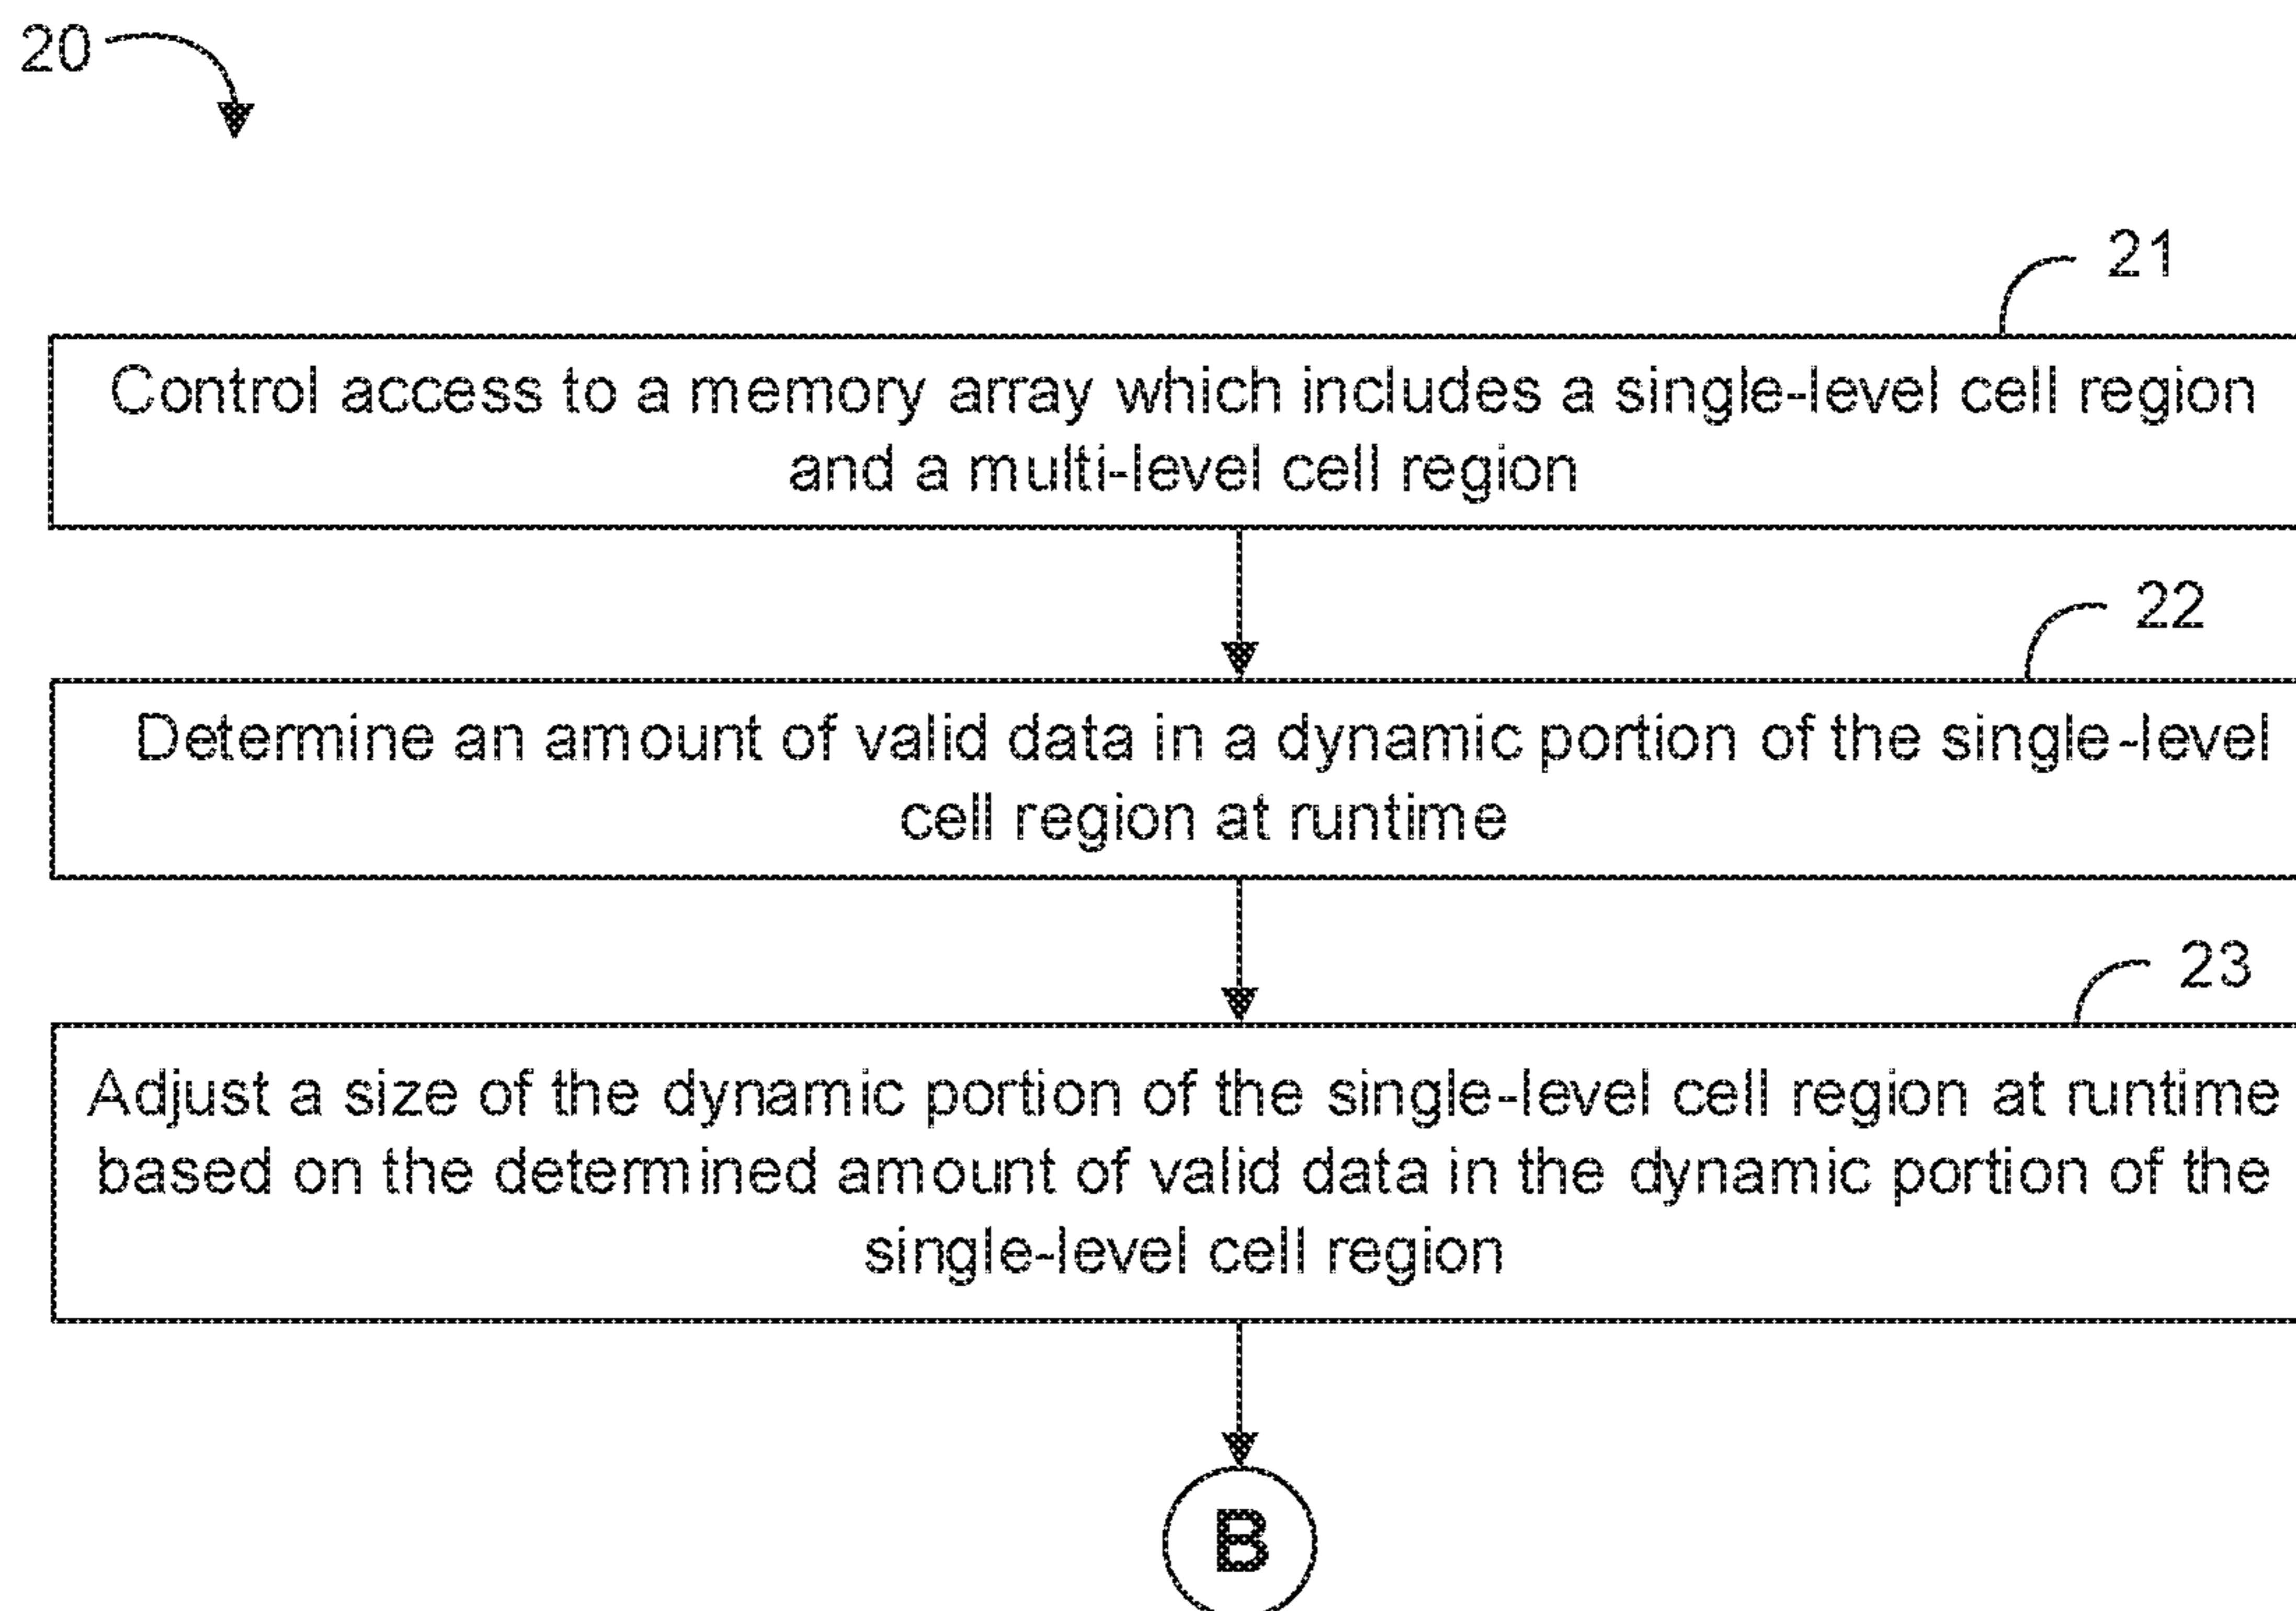 20
21
Control access to a memory array which includes a single-level cell region
and a multi-level cell region
22
Determine an amount of valid data in a dynamic portion of the single-level
cell region at runtime
23
Adjust a size of the dynamic portion of the single-level cell region at runtime
based on the determined amount of valid data in the dynamic portion of the
single-level cell region
B